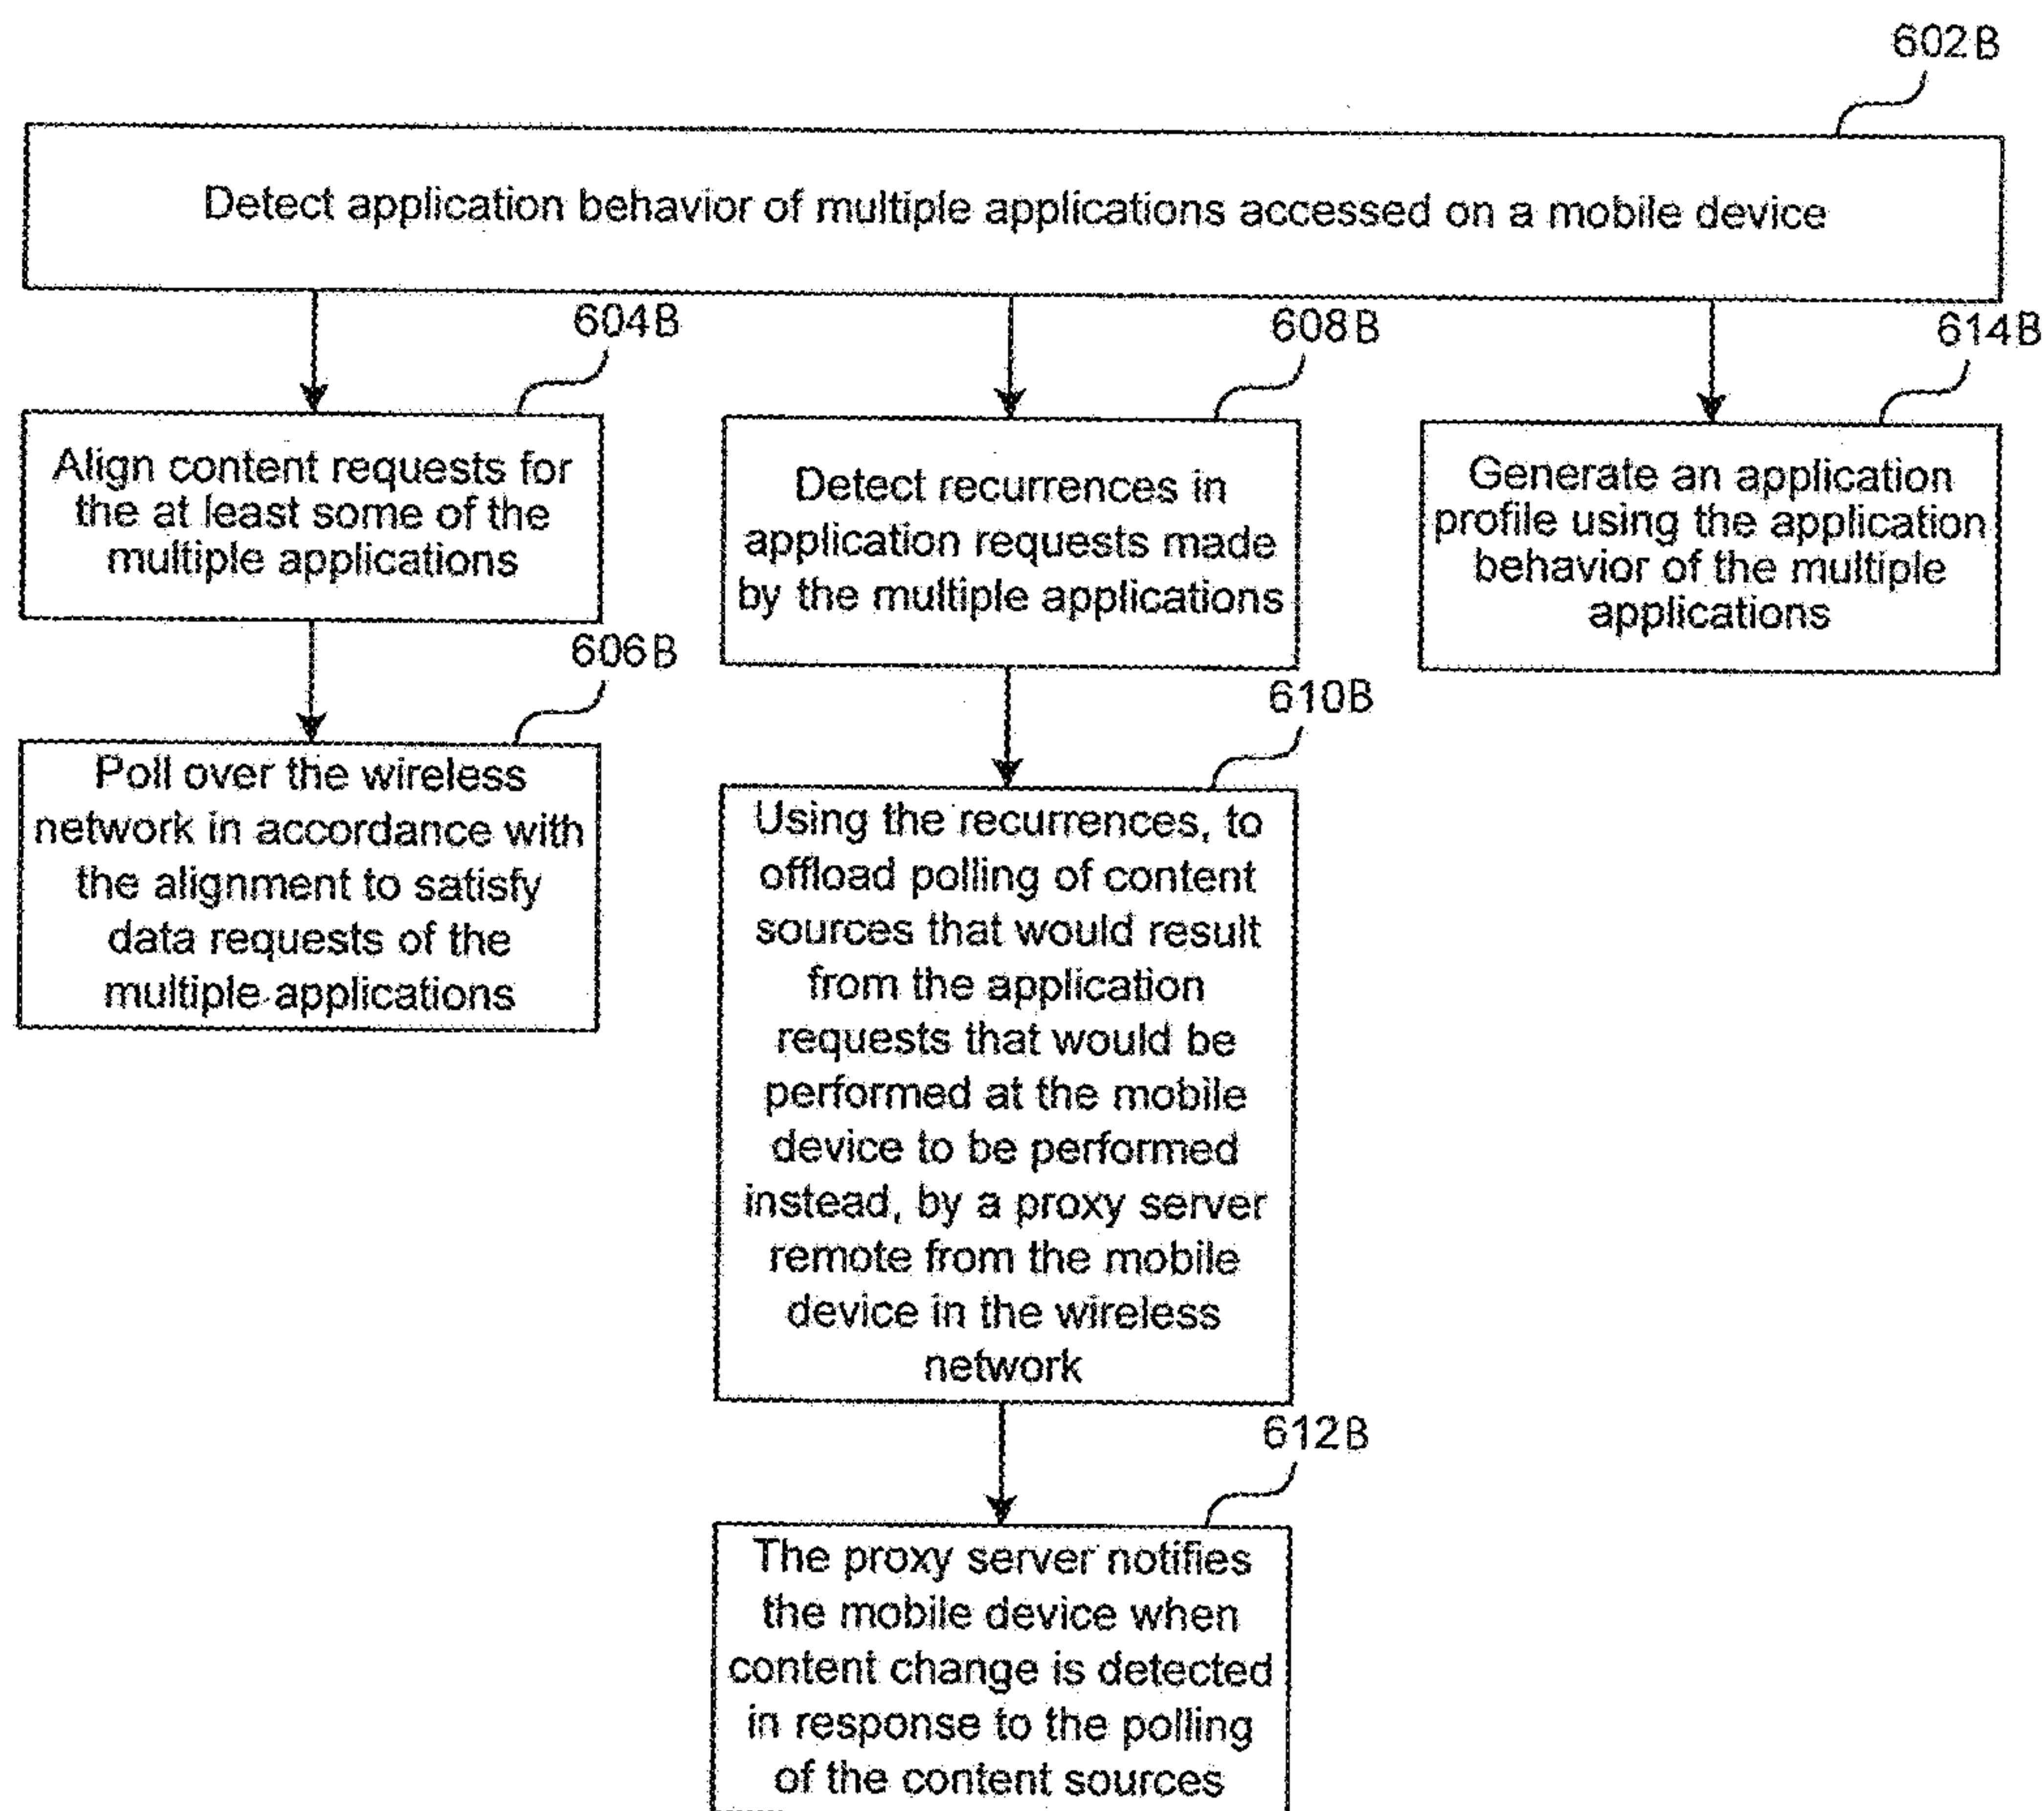 602B
Detect application behavior of multiple applications accessed on a mobile device
604B
Align content requests for
the at least some of the
multiple applications
606B
Poll over the wireless
network in accordance with
the alignment to satisfy
data requests of the
multiple applications
608B
Detect recurrences in
application requests made
by the multiple applications
610B
Using the recurrences, to
offload polling of content
sources that would result
from the application
requests that would be
performed at the mobile
device to be performed
instead, by a proxy server
remote from the mobile
device in the wireless
network
612B
The proxy server notifies
the mobile device when
content change is detected
in response to the polling
of the content sources
614B
Generate an application
profile using the application
behavior of the multiple
applications